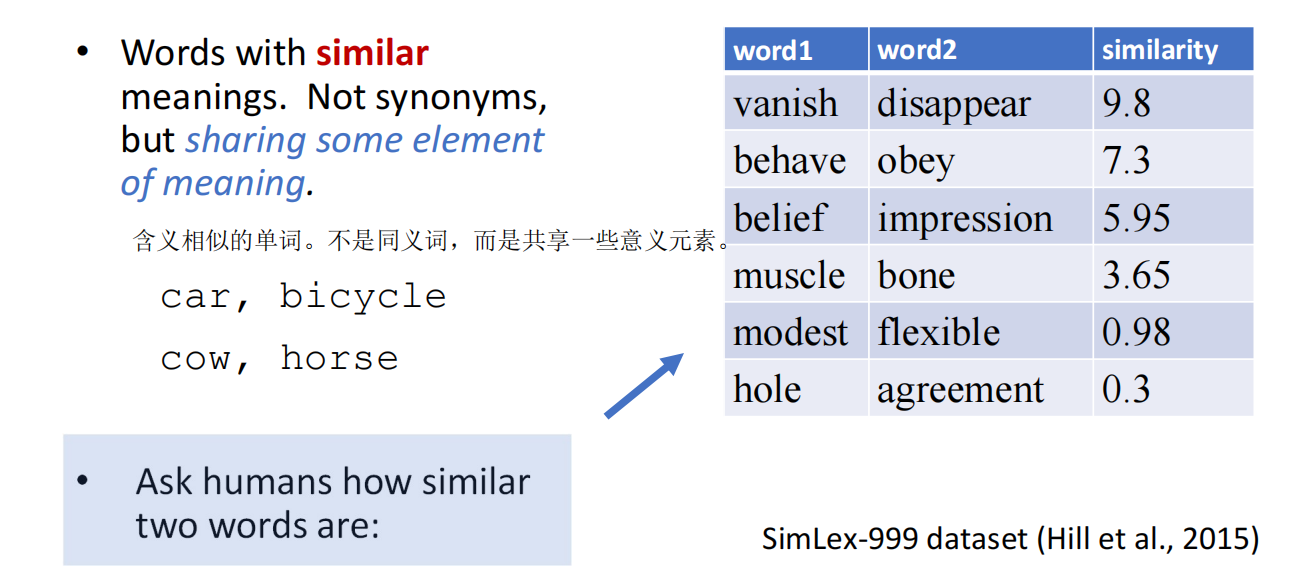 • Words with similar
meanings. Not synonyms,
but sharing some element
of meaning.
含义相似的单词。不是同义词，而是共享一些意义元素。
car, bicycle
cow, horse
• Ask humans how similar
two words are:
word1 word2 similarity
vanish disappear 9.8
behave obey 7.3
belief impression 5.95
muscle bone 3.65
modest flexible 0.98
hole agreement 0.3
SimLex-999 dataset (Hill et al., 2015)